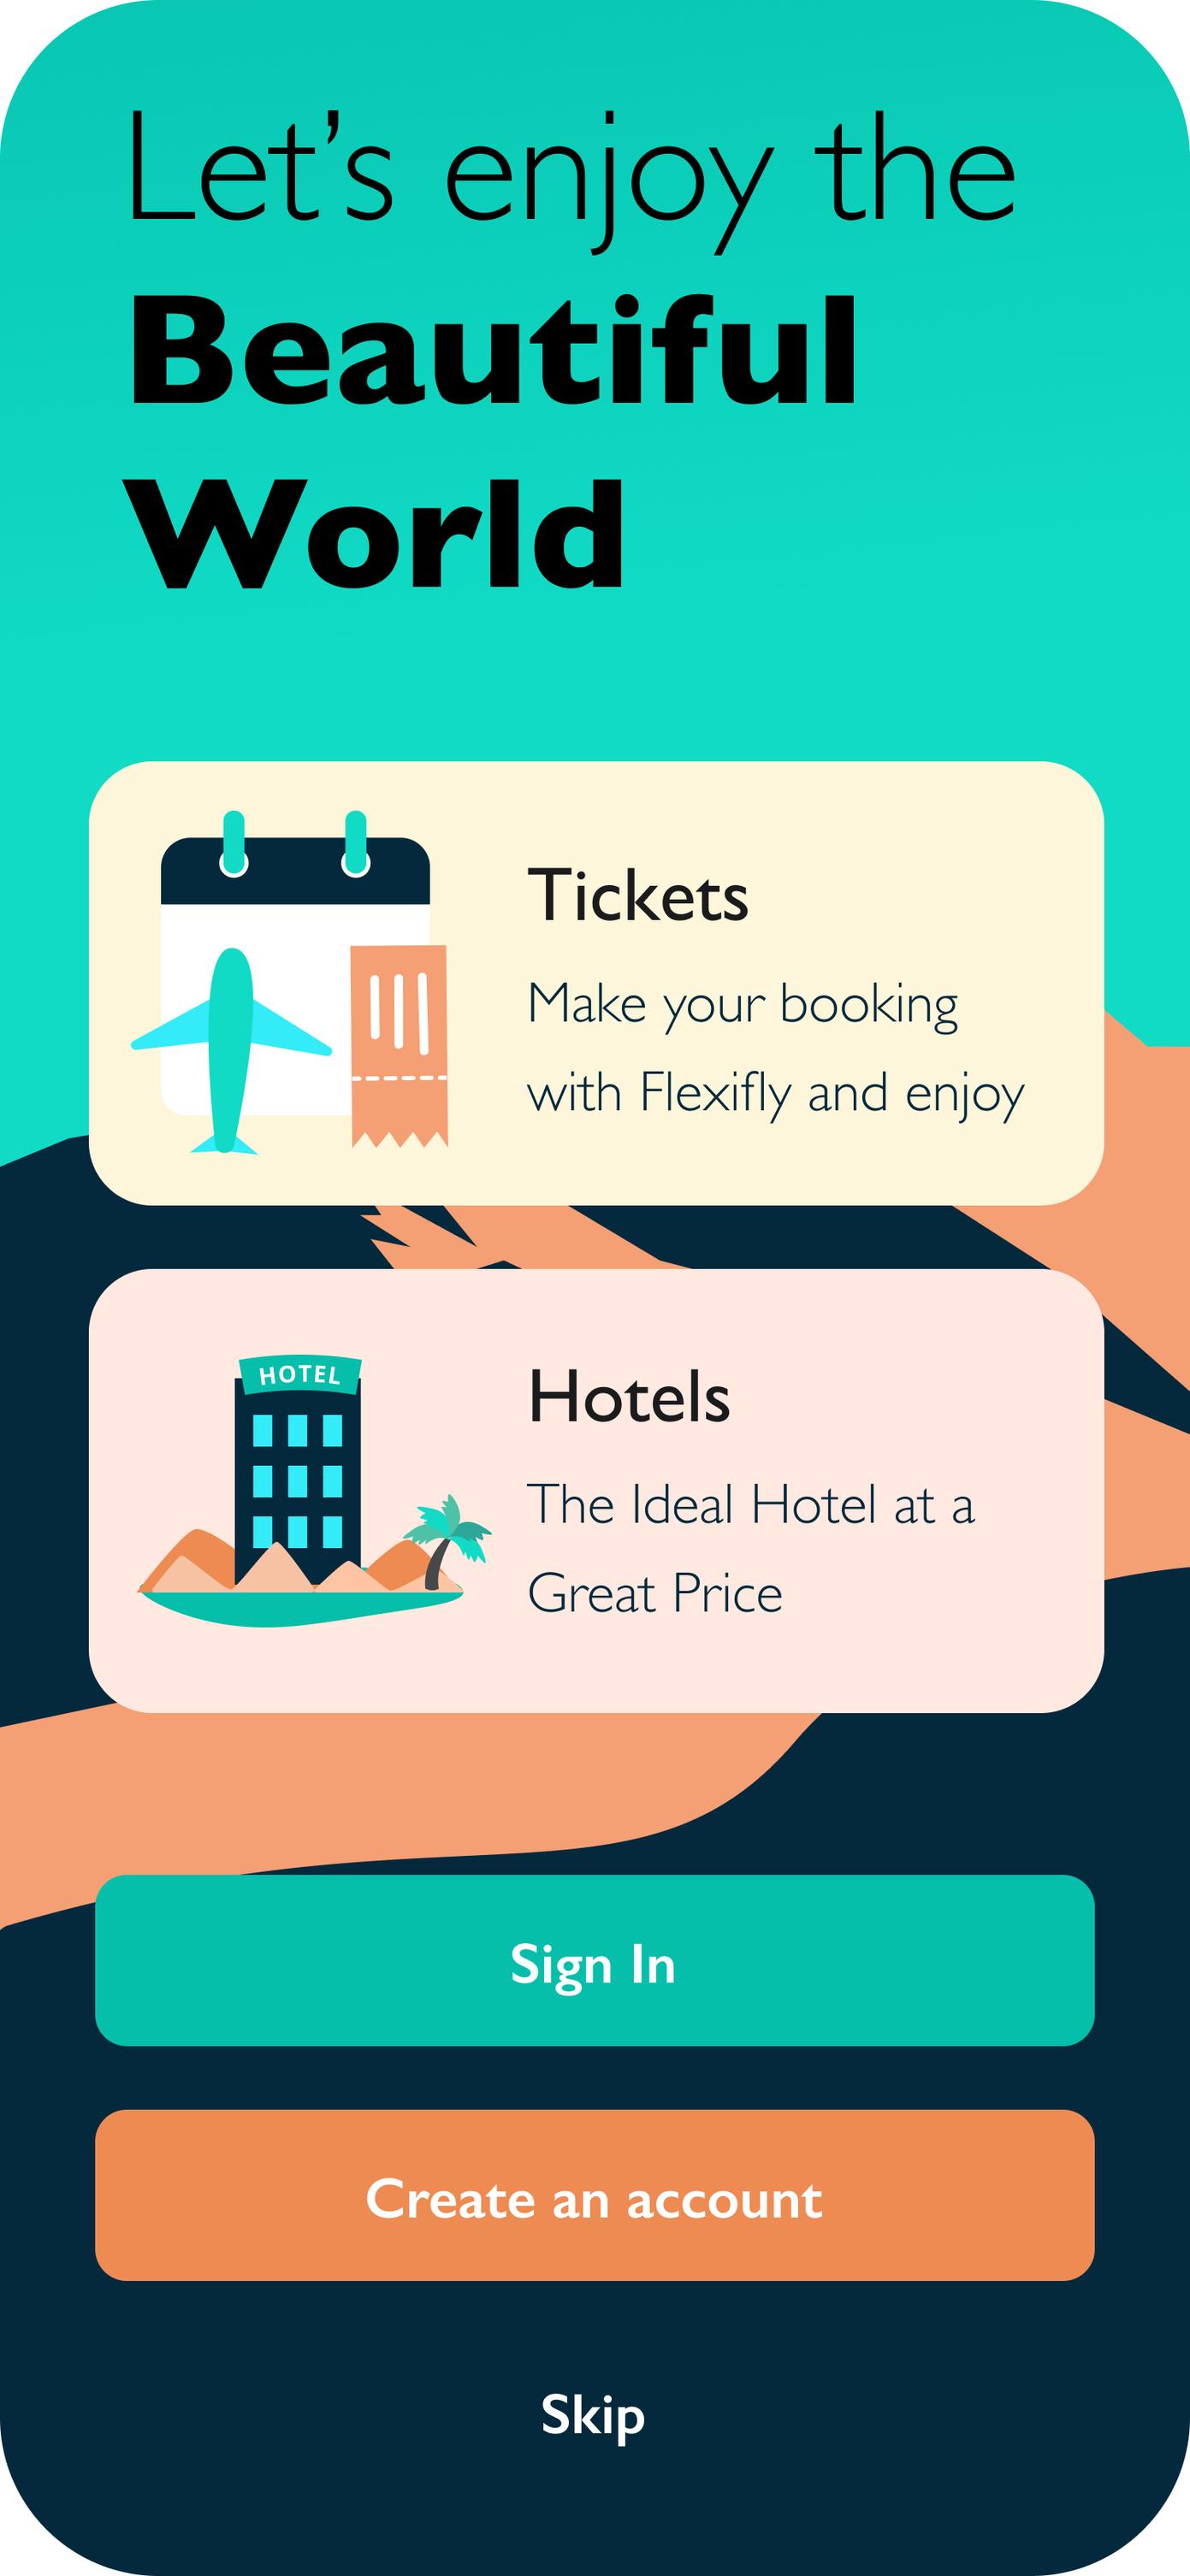 Let’s enjoy the
Beautiful
World
Tickets
Make your booking
with Flexifly and enjoy
HOTEL
Hotels
The Ideal Hotel at a
Great Price
Sign In
Create an account
Skip